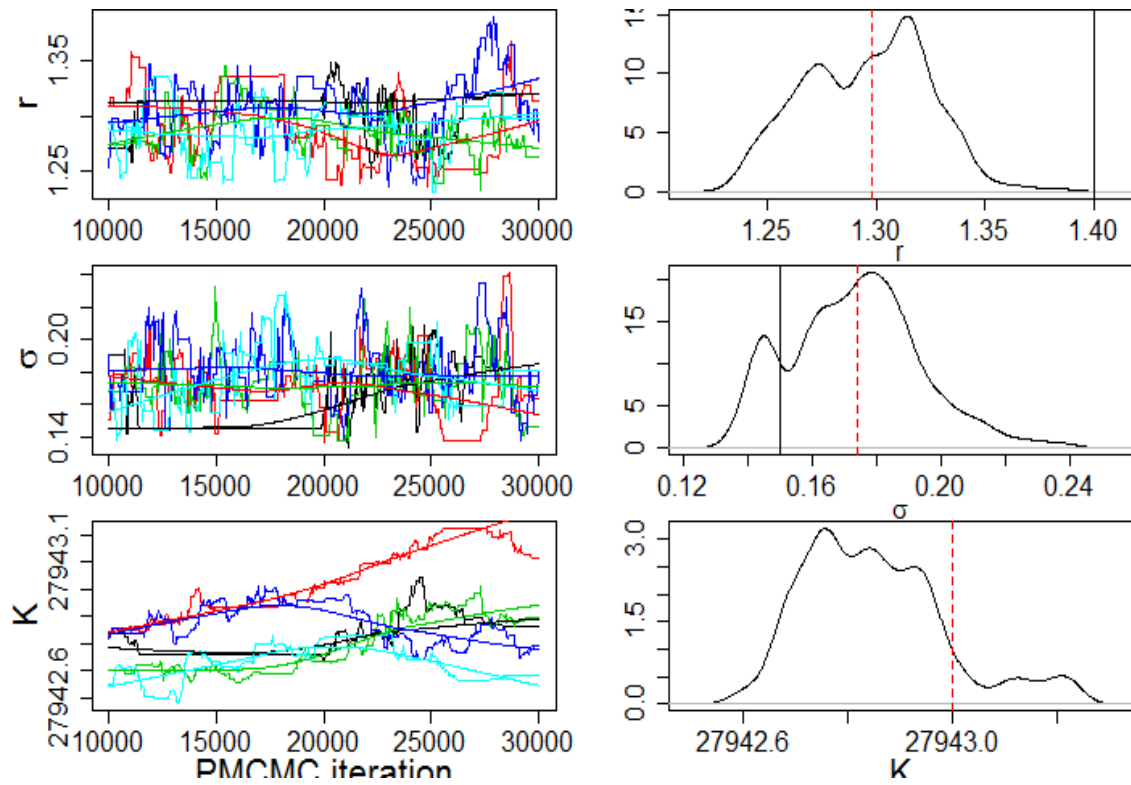 r
1.25 1.35
10000 15000 20000 25000 30000
0 5 10 15
1.25 1.30 1.35 1.40
r
σ
0.14 0.20
10000 15000 20000 25000 30000
0 5 15
0.12 0.16 0.20 0.24
σ
K
27942.6 27943.1
10000 15000 20000 25000 30000
PMCMC iteration
0.0 1.5 3.0
27942.6 27943.0
K